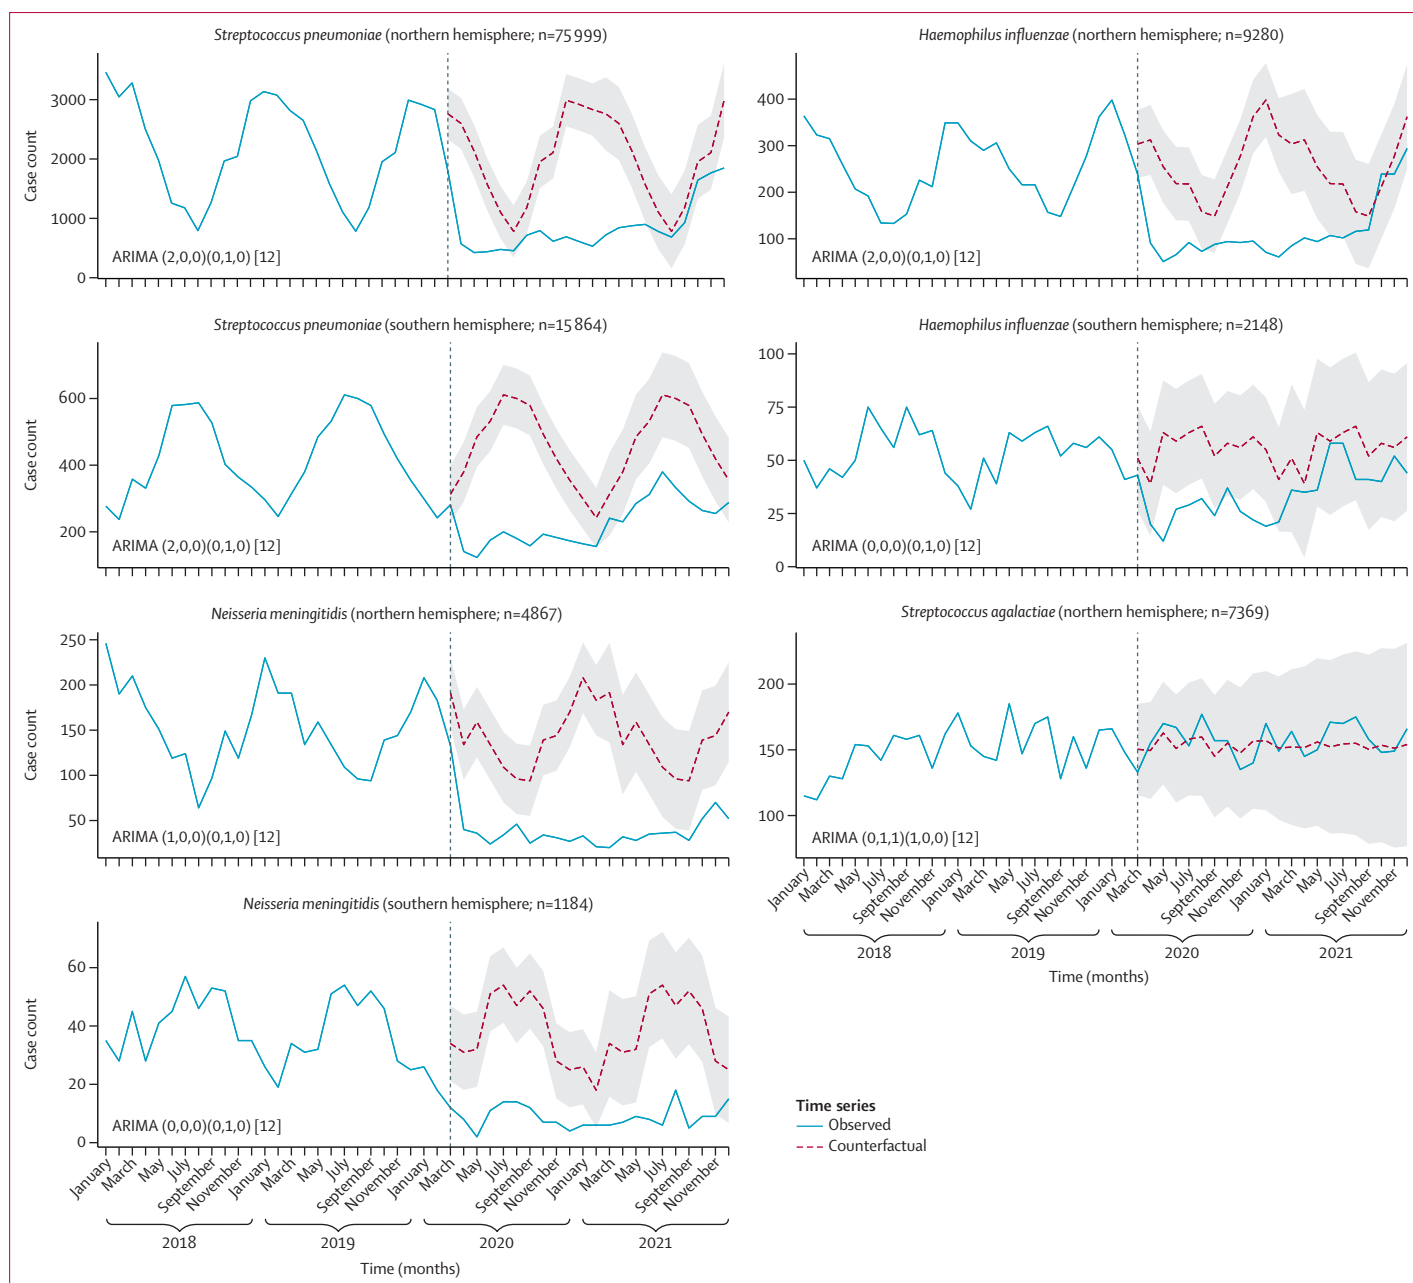 Streptococcus pneumoniae (northern hemisphere; n=75 999)
Case count
3000
2000
1000
0
ARIMA (2,0,0)(0,1,0) [12]
Haemophilus influenzae (northern hemisphere; n=9280)
400
300
200
100
ARIMA (2,0,0)(0,1,0) [12]
Streptococcus pneumoniae (southern hemisphere; n=15 864)
Case count
600
400
200
ARIMA (2,0,0)(0,1,0) [12]
Haemophilus influenzae (southern hemisphere; n=2148)
100
75
50
25
0
ARIMA (0,0,0)(0,1,0) [12]
Neisseria meningitidis (northern hemisphere; n=4867)
Case count
250
200
150
100
50
ARIMA (1,0,0)(0,1,0) [12]
Streptococcus agalactiae (northern hemisphere; n=7369)
200
150
100
ARIMA (0,1,1)(1,0,0) [12]
January
March
May
July
September
November
January
March
May
July
September
November
January
March
May
July
September
November
January
March
May
July
September
November
2018
2019
2020
2021
Time (months)
Neisseria meningitidis (southern hemisphere; n=1184)
Case count
60
40
20
0
ARIMA (0,0,0)(0,1,0) [12]
January
March
May
July
September
November
January
March
May
July
September
November
January
March
May
July
September
November
January
March
May
July
September
November
2018
2019
2020
2021
Time (months)
Time series
Observed
Counterfactual